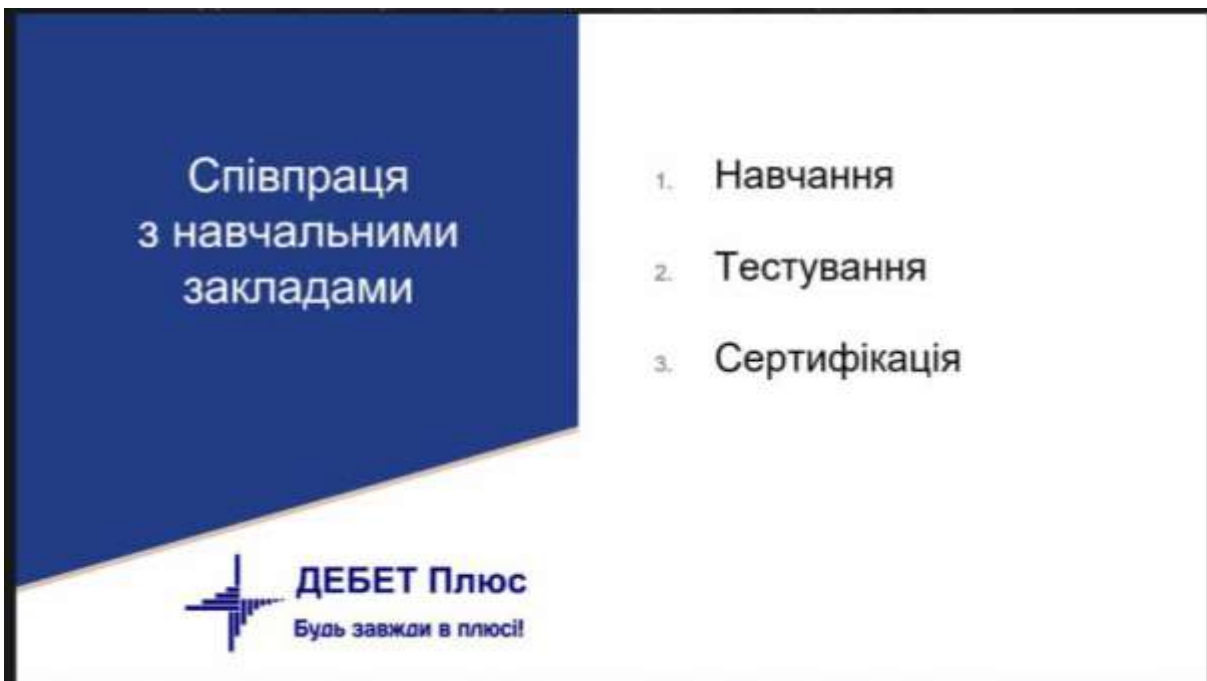 Співпраця
з навчальними
закладами
1. Навчання
2. Тестування
3. Сертифікація
ДЕБЕТ Плюс
Будь завжди в плюсі!